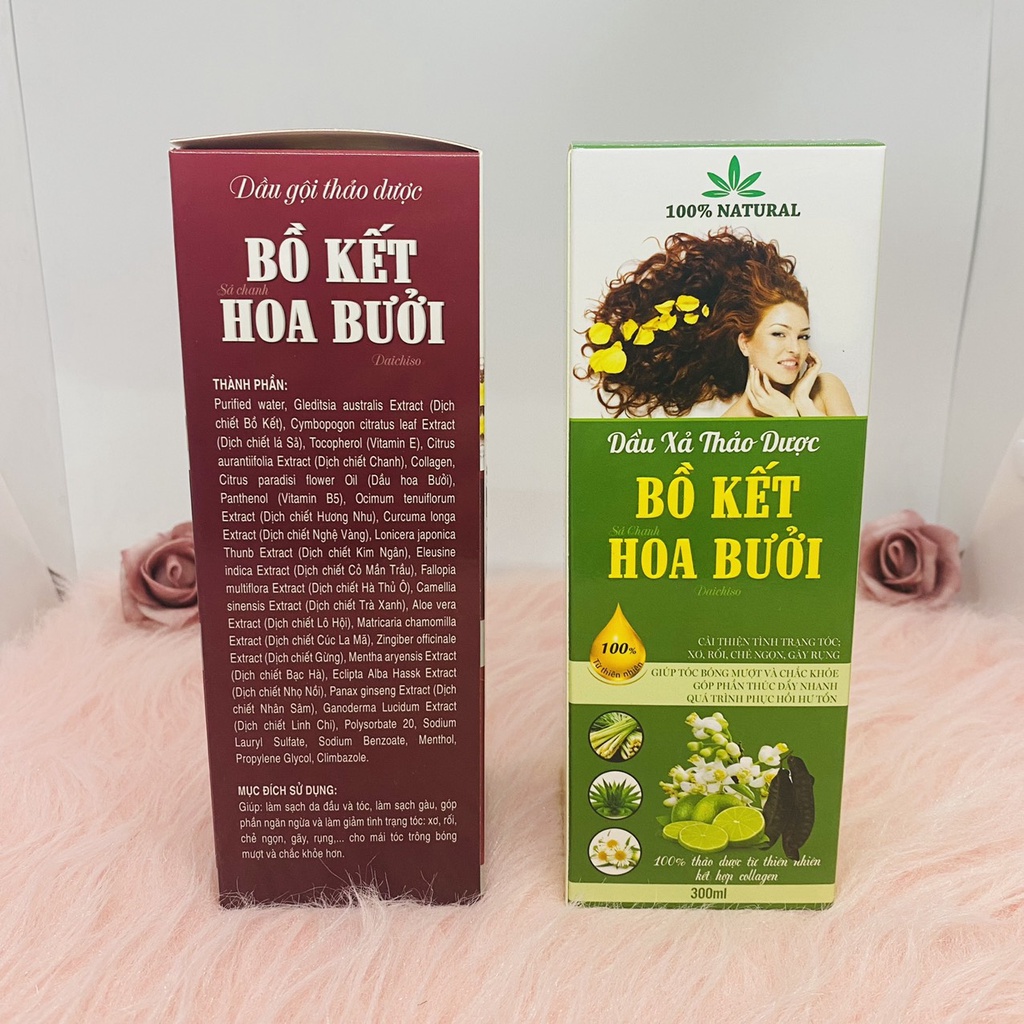 Dầu gội thảo dược
BỒ KẾT
Sả chanh
HOA BƯỞI
Daichiso
THÀNH PHẦN:
Purified water, Gleditsia australis Extract (Dịch
chiết Bồ Kết), Cymbopogon citratus leaf Extract
(Dịch chiết lá Sả), Tocopherol (Vitamin E), Citrus
aurantiifolia Extract (Dịch chiết Chanh), Collagen,
Citrus paradisi flower Oil (Dầu hoa Bưởi),
Panthenol (Vitamin B5), Ocimum tenuiflorum
Extract (Dịch chiết Hương Nhu), Curcuma longa
Extract (Dịch chiết Nghệ Vàng), Lonicera japonica
Thunb Extract (Dịch chiết Kim Ngân), Eleusine
indica Extract (Dịch chiết Cỏ Mần Trầu), Fallopia
multiflora Extract (Dịch chiết Hà Thủ Ô), Camellia
sinensis Extract (Dịch chiết Trà Xanh), Aloe vera
Extract (Dịch chiết Lô Hội), Matricaria chamomilla
Extract (Dịch chiết Cúc La Mã), Zingiber officinale
Extract (Dịch chiết Gừng), Mentha aryensis Extract
(Dịch chiết Bạc Hà), Eclipta Alba Hassk Extract
(Dịch chiết Nhọ Nồi), Panax ginseng Extract (Dịch
chiết Nhân Sâm), Ganoderma Lucidum Extract
(Dịch chiết Linh Chi), Polysorbate 20, Sodium
Lauryl Sulfate, Sodium Benzoate, Menthol,
Propylene Glycol, Climbazole.
MỤC ĐÍCH SỬ DỤNG:
Giúp: làm sạch da đầu và tóc, làm sạch gàu, góp
phần ngăn ngừa và làm giảm tình trạng tóc: xơ, rối,
chẻ ngọn, gãy, rụng,... cho mái tóc trông bóng
mượt và chắc khỏe hơn.
100% NATURAL
Dầu Xả Thảo Dược
BỒ KẾT
Sả Chanh
HOA BƯỞI
Daichiso
100%
Từ thiên nhiên
CẢI THIỆN TÌNH TRẠNG TÓC:
XƠ, RỐI, CHẺ NGỌN, GÃY RỤNG
GIÚP TÓC BÓNG MƯỢT VÀ CHẮC KHỎE
GÓP PHẦN THÚC ĐẨY NHANH
QUÁ TRÌNH PHỤC HỒI HƯ TỔN
100% thảo dược từ thiên nhiên
kết hợp collagen
300ml